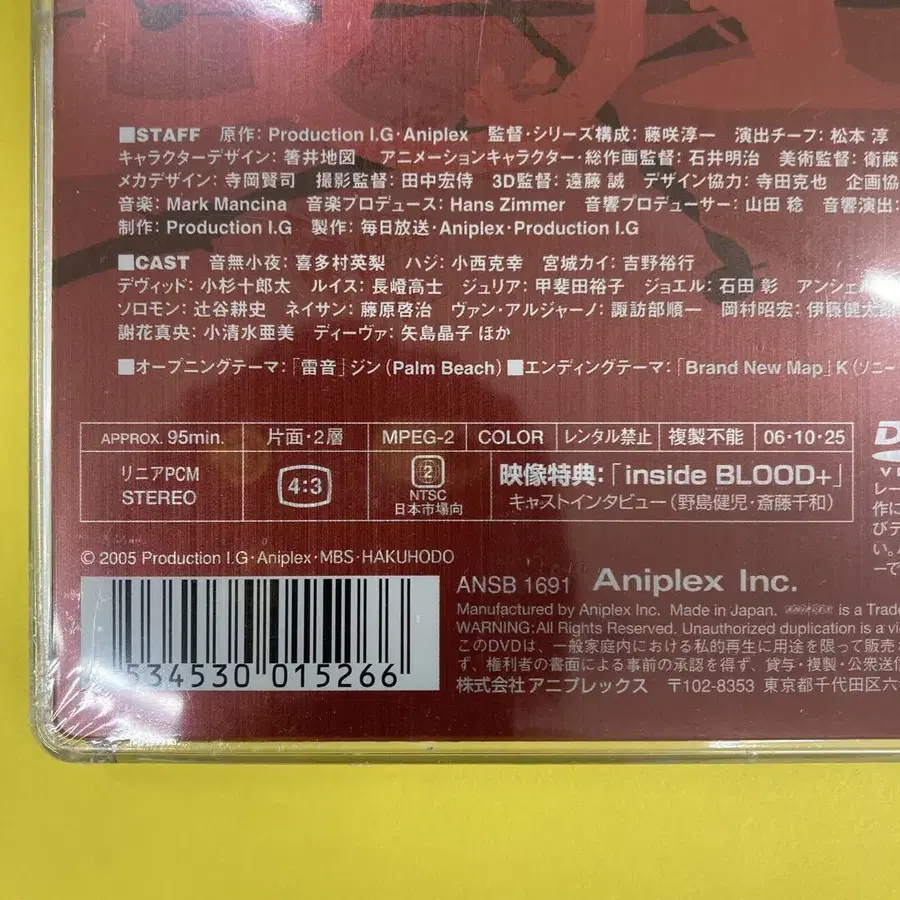 ■STAFF 原作：Production I.G・Aniplex 監督・シリーズ構成：藤咲淳一 演出チーフ：松本 淳
キャラクターデザイン：箸井地図 アニメーションキャラクター・総作画監督：石井明治 美術監督：衛藤
メカデザイン：寺岡賢司 撮影監督：田中宏侍 3D監督：遠藤 誠 デザイン協力：寺田克也 企画協
音楽：Mark Mancina 音楽プロデュース：Hans Zimmer 音響プロデューサー：山田 稔 音響演出：
制作：Production I.G 製作：毎日放送・Aniplex・Production I.G
■CAST 音無小夜：喜多村英梨 ハジ：小西克幸 宮城カイ：吉野裕行
デヴィッド：小杉十郎太 ルイス：長嶝高士 ジュリア：甲斐田裕子 ジョエル：石田 彰 アンシェル
ソロモン：辻谷耕史 ネイサン：藤原啓治 ヴァン・アルジャーノ：諏訪部順一 岡村昭宏：伊藤健太郎
謝花真央：小清水亜美 ディーヴァ：矢島晶子 ほか
■オープニングテーマ：「雷音」ジン（Palm Beach）■エンディングテーマ：「Brand New Map」K（ソニー
APPROX. 95min. 片面・2層 MPEG-2 COLOR レンタル禁止 複製不能 06・10・25
リニアPCM
STEREO
4:3
2
NTSC
日本市場向
映像特典：「inside BLOOD+」
キャストインタビュー（野島健児・斎藤千和）
© 2005 Production I.G・Aniplex・MBS・HAKUHODO
534530 015266
ANSB 1691 Aniplex Inc.
Manufactured by Aniplex Inc. Made in Japan. ANIPLEX is a Trade
WARNING: All Rights Reserved. Unauthorized duplication is a vi
このDVDは、一般家庭内における私的再生に用途を限って販売
ず、権利者の書面による事前の承認を得ず、貸与・複製・公衆送信
株式会社アニプレックス 〒102-8353 東京都千代田区六
レー
作に
びデ
い。
ーで